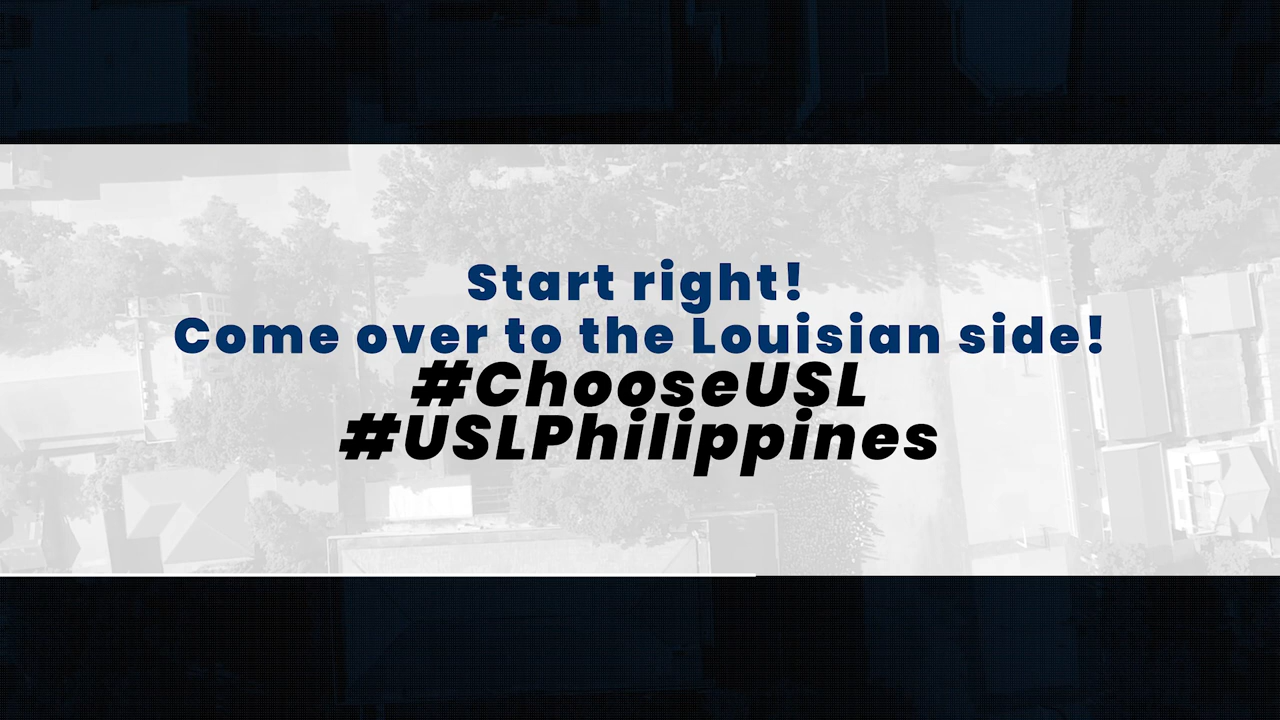 Start right!
Come over to the Louisian side!
#ChooseUSL
#USLPhilippines